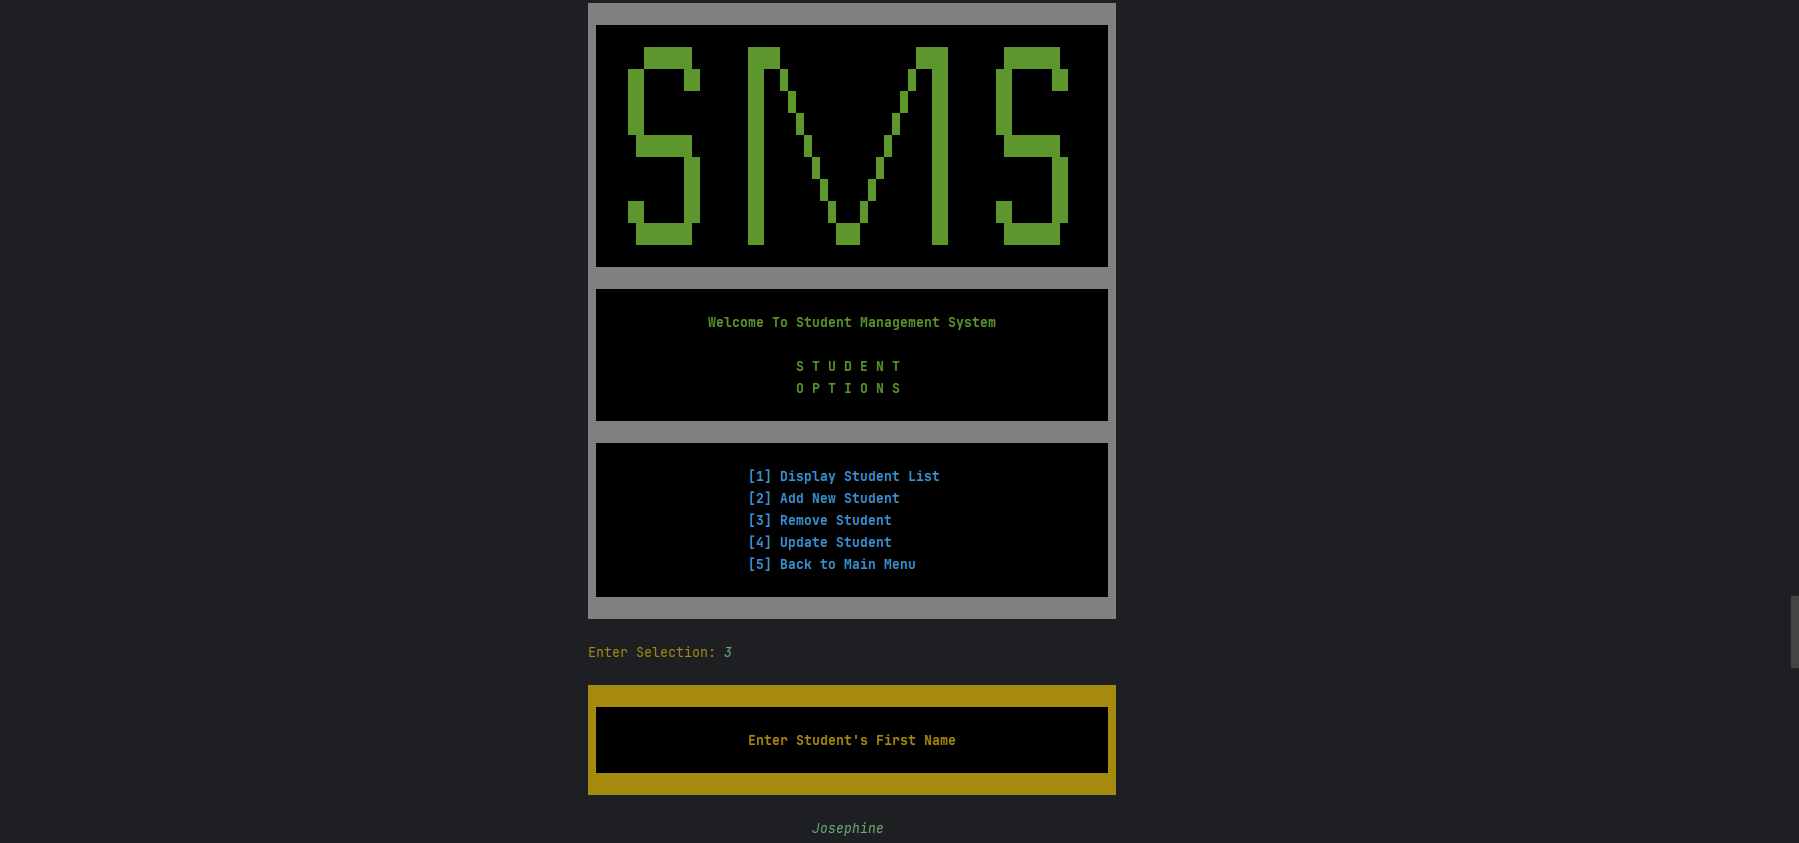 SMS
Welcome To Student Management System
S T U D E N T
O P T I O N S
[1] Display Student List
[2] Add New Student
[3] Remove Student
[4] Update Student
[5] Back to Main Menu
Enter Selection: 3
Enter Student's First Name
Josephine